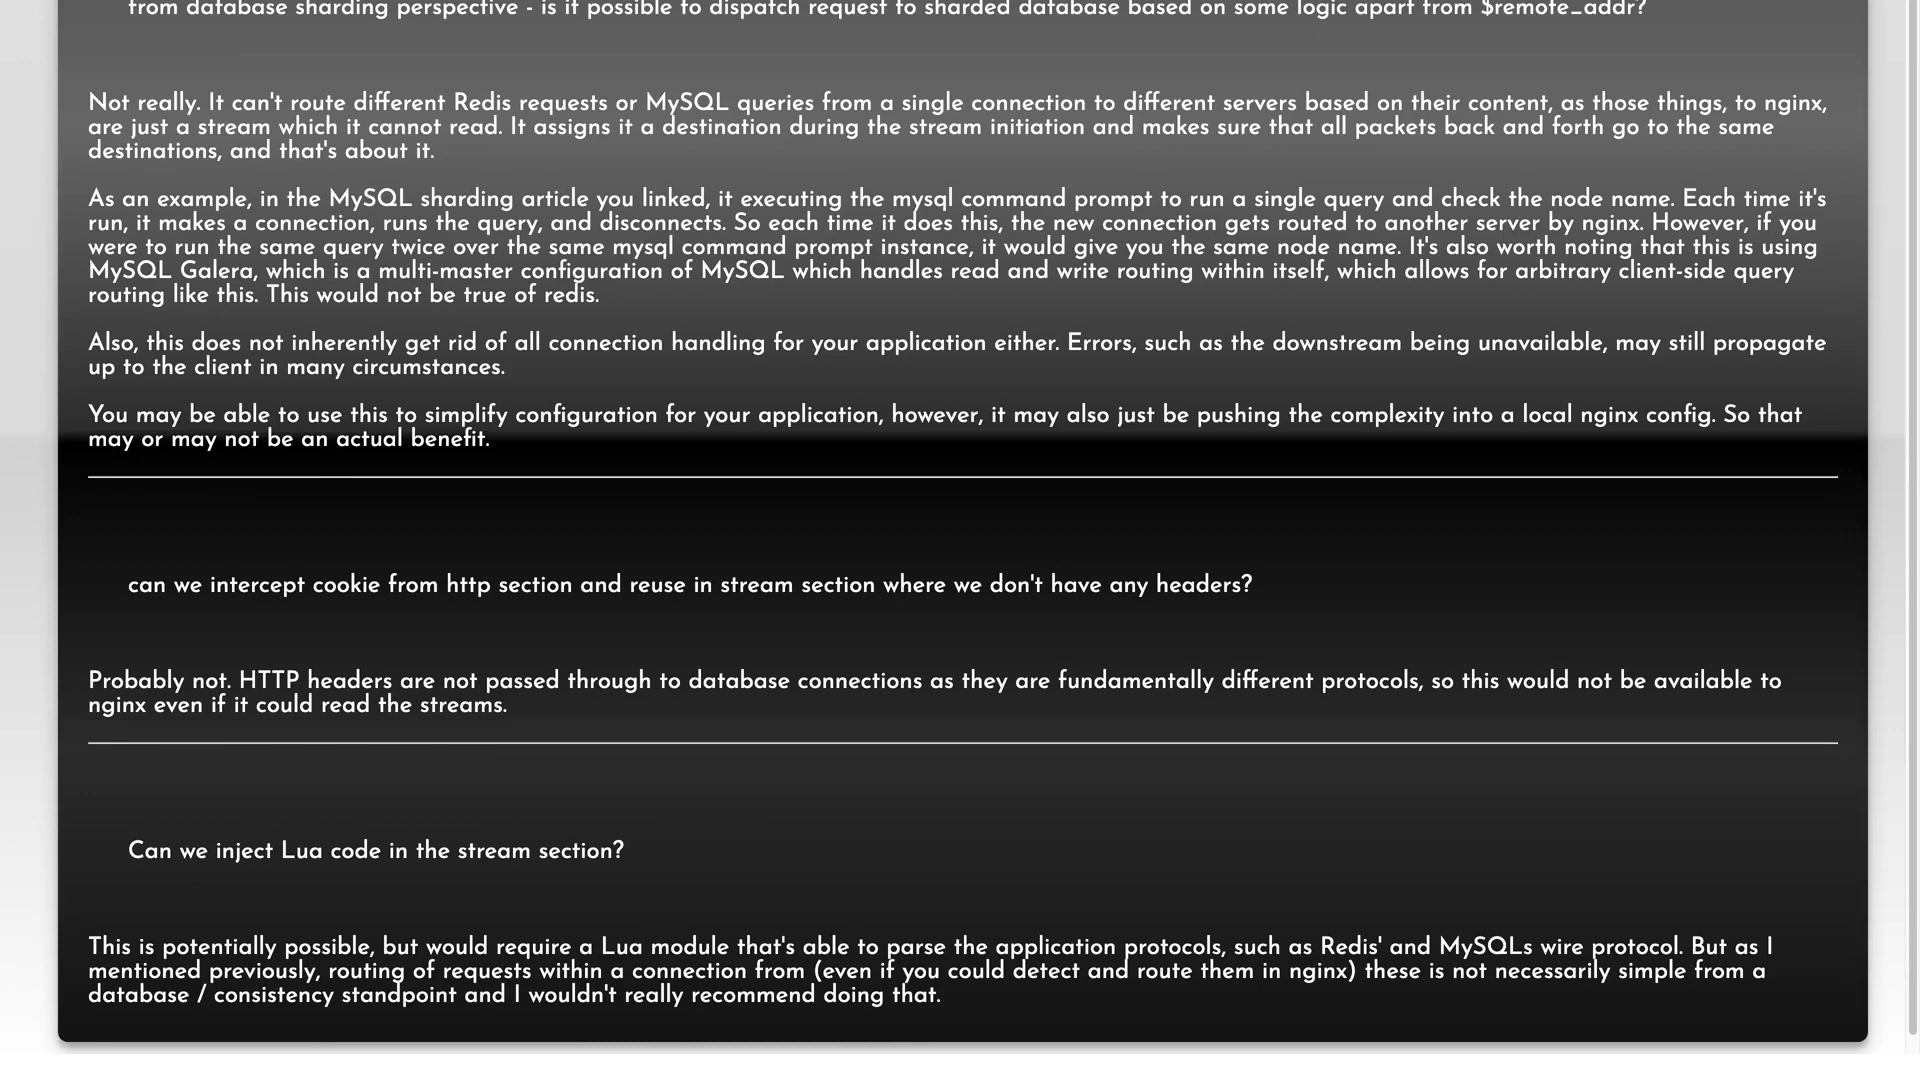 from database sharding perspective - is it possible to dispatch request to sharded database based on some logic apart from $remote_addr?
Not really. It can't route different Redis requests or MySQL queries from a single connection to different servers based on their content, as those things, to nginx,
are just a stream which it cannot read. It assigns it a destination during the stream initiation and makes sure that all packets back and forth go to the same
destinations, and that's about it.
As an example, in the MySQL sharding article you linked, it executing the mysql command prompt to run a single query and check the node name. Each time it's
run, it makes a connection, runs the query, and disconnects. So each time it does this, the new connection gets routed to another server by nginx. However, if you
were to run the same query twice over the same mysql command prompt instance, it would give you the same node name. It's also worth noting that this is using
MySQL Galera, which is a multi-master configuration of MySQL which handles read and write routing within itself, which allows for arbitrary client-side query
routing like this. This would not be true of redis.
Also, this does not inherently get rid of all connection handling for your application either. Errors, such as the downstream being unavailable, may still propagate
up to the client in many circumstances.
You may be able to use this to simplify configuration for your application, however, it may also just be pushing the complexity into a local nginx config. So that
may or may not be an actual benefit.
can we intercept cookie from http section and reuse in stream section where we don't have any headers?
Probably not. HTTP headers are not passed through to database connections as they are fundamentally different protocols, so this would not be available to
nginx even if it could read the streams.
Can we inject Lua code in the stream section?
This is potentially possible, but would require a Lua module that's able to parse the application protocols, such as Redis' and MySQLs wire protocol. But as I
mentioned previously, routing of requests within a connection from (even if you could detect and route them in nginx) these is not necessarily simple from a
database / consistency standpoint and I wouldn't really recommend doing that.